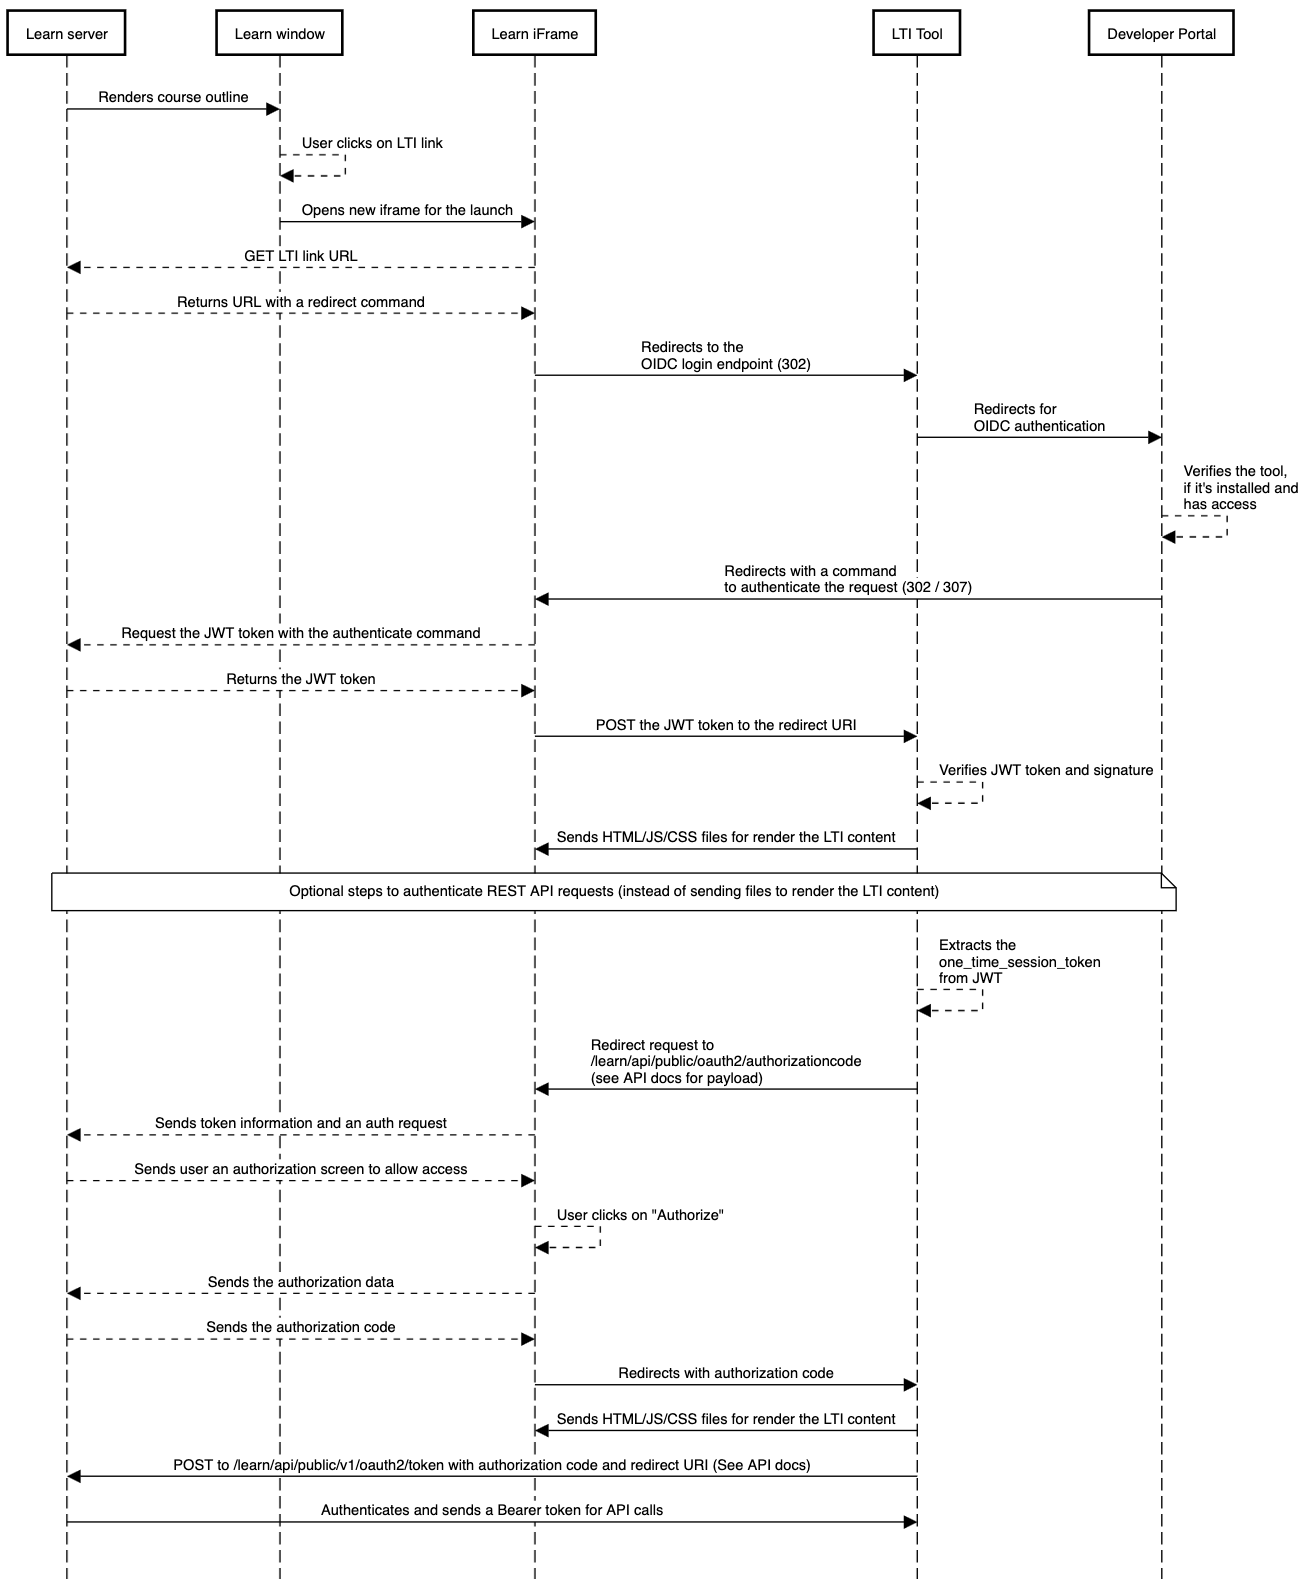 Learn server
Learn window
Learn iFrame
LTI Tool
Developer Portal
Renders course outline
User clicks on LTI link
Opens new iframe for the launch
GET LTI link URL
Returns URL with a redirect command
Redirects to the
OIDC login endpoint (302)
Redirects for
OIDC authentication
Verifies the tool,
if it's installed and
has access
Redirects with a command
to authenticate the request (302 / 307)
Request the JWT token with the authenticate command
Returns the JWT token
POST the JWT token to the redirect URI
Verifies JWT token and signature
Sends HTML/JS/CSS files for render the LTI content
Optional steps to authenticate REST API requests (instead of sending files to render the LTI content)
Extracts the
one_time_session_token
from JWT
Redirect request to
/learn/api/public/oauth2/authorizationcode
(see API docs for payload)
Sends token information and an auth request
Sends user an authorization screen to allow access
User clicks on "Authorize"
Sends the authorization data
Sends the authorization code
Redirects with authorization code
Sends HTML/JS/CSS files for render the LTI content
POST to /learn/api/public/v1/oauth2/token with authorization code and redirect URI (See API docs)
Authenticates and sends a Bearer token for API calls